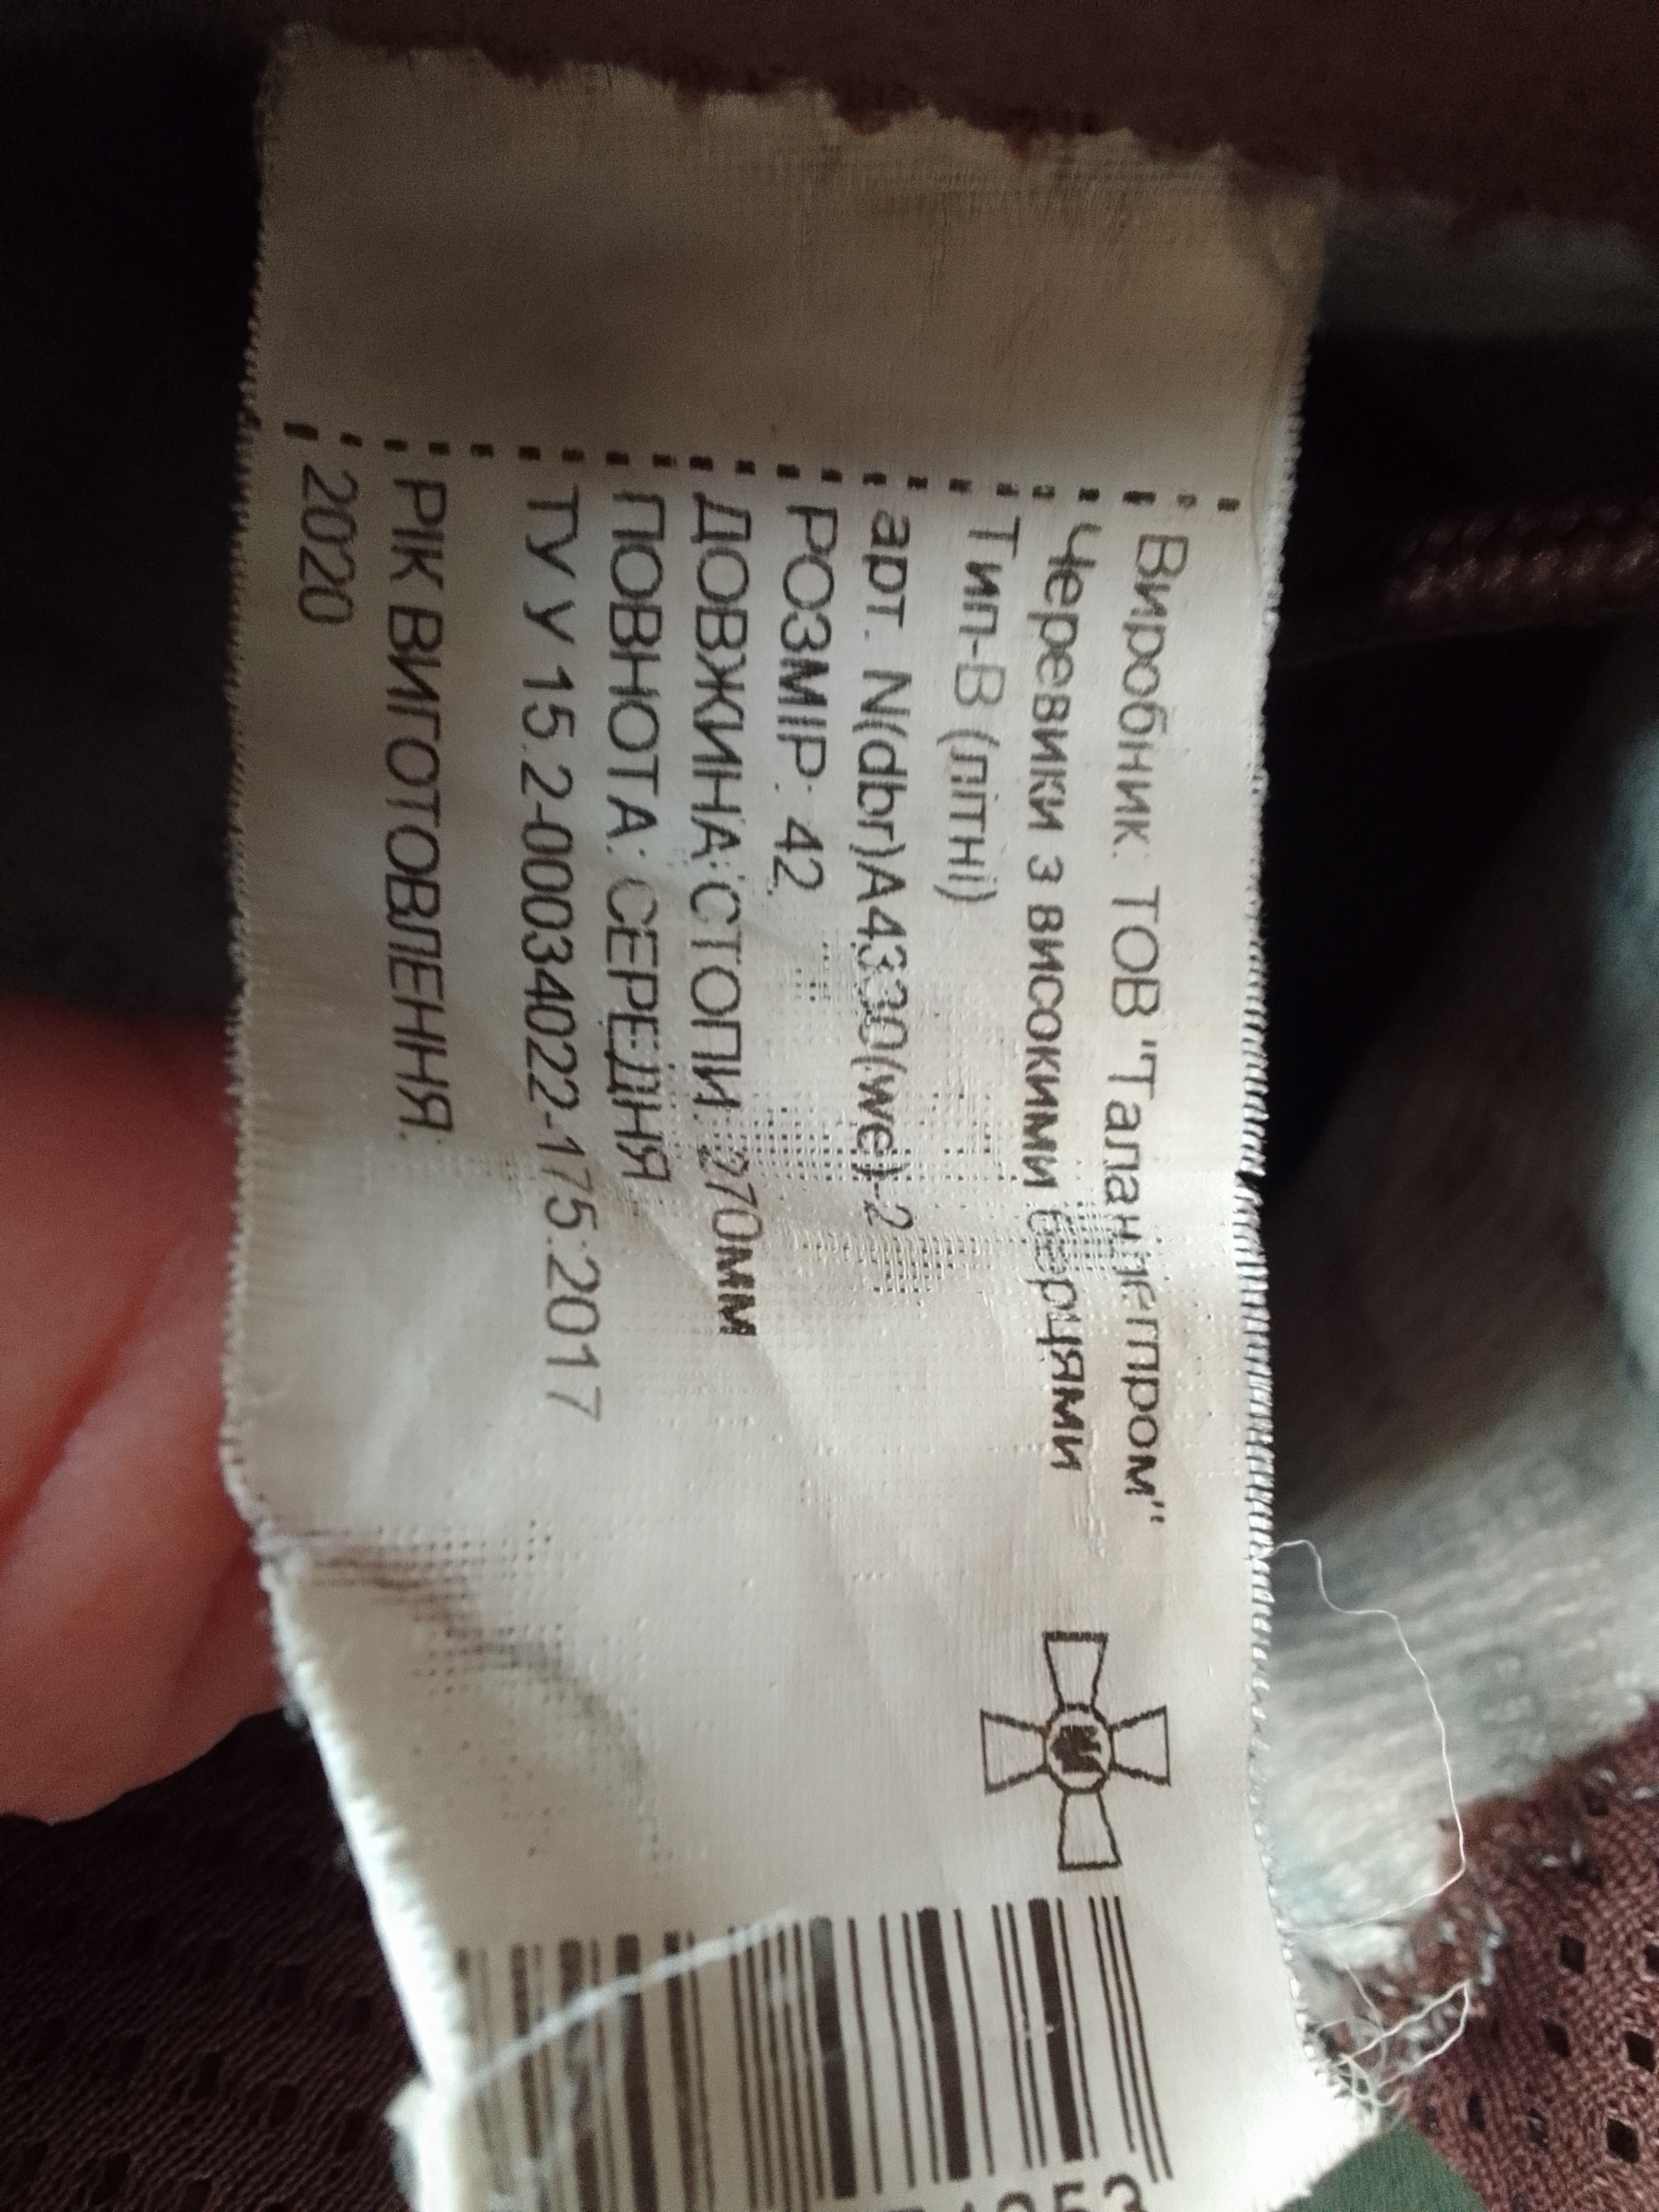 Виробник: ТОВ "Талан легпром"
Черевики з високими берцями
Тип-В (літні)
арт. N(dbr)A4330(we)-2
РОЗМІР: 42
ДОВЖИНА СТОПИ: 270мм
ПОВНОТА: СЕРЕДНЯ
ТУ У 15.2-00034022-175:2017
РІК ВИГОТОВЛЕННЯ:
2020